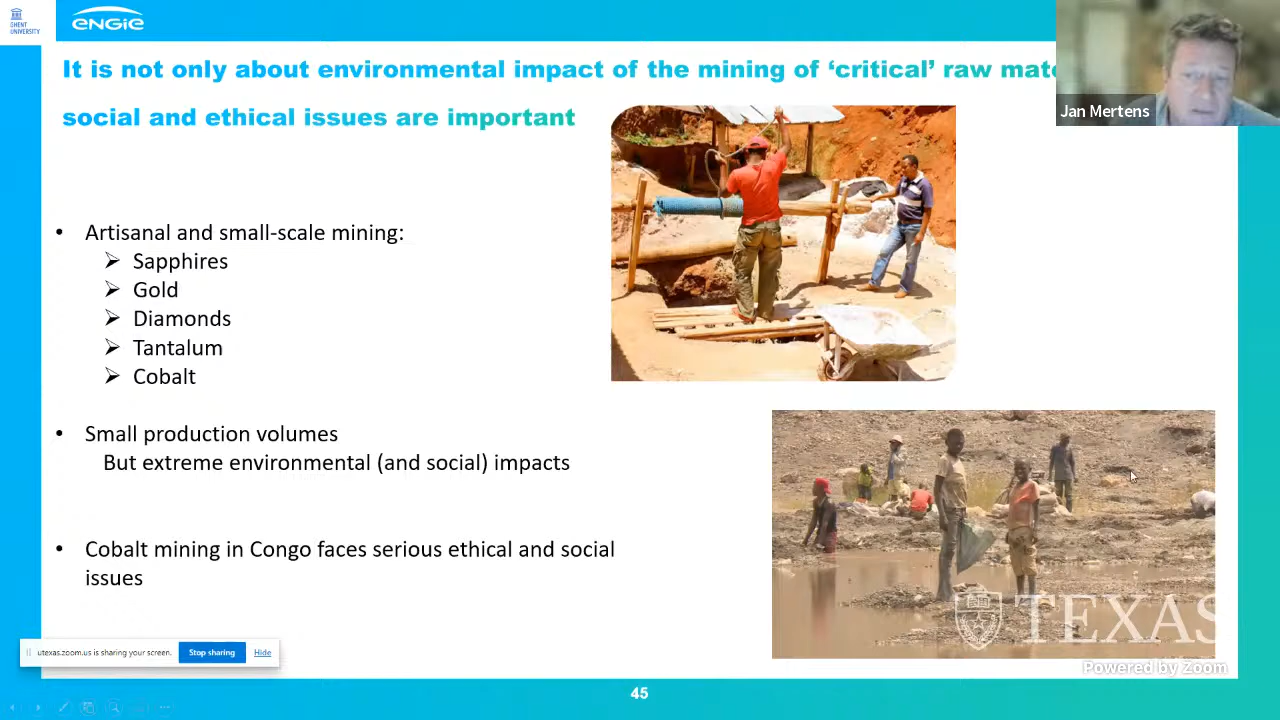 GHENT
UNIVERSITY
ENGIE
It is not only about environmental impact of the mining of ‘critical’ raw mate
social and ethical issues are important
Jan Mertens
• Artisanal and small-scale mining:
➢ Sapphires
➢ Gold
➢ Diamonds
➢ Tantalum
➢ Cobalt
• Small production volumes
But extreme environmental (and social) impacts
• Cobalt mining in Congo faces serious ethical and social
issues
TEXAS
utexas.zoom.us is sharing your screen.
Stop sharing
Hide
Powered by Zoom
45